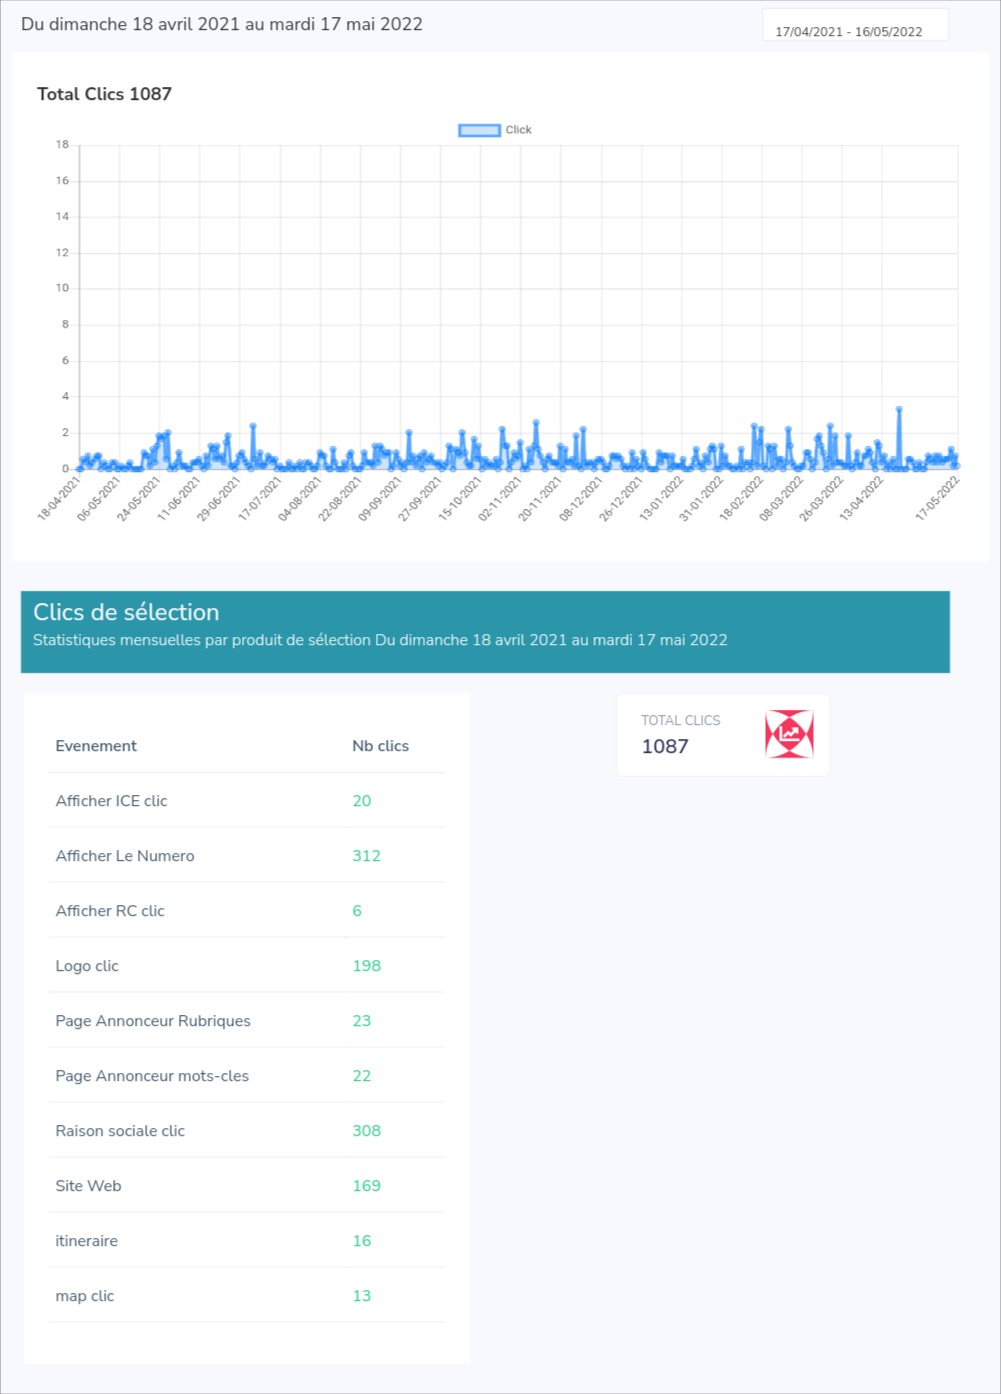 Du dimanche 18 avril 2021 au mardi 17 mai 2022
17/04/2021 - 16/05/2022
Total Clics 1087
Click
18
16
14
12
10
8
6
4
2
0
18-04-2021 06-05-2021 24-05-2021 11-06-2021 29-06-2021 17-07-2021 04-08-2021 22-08-2021 09-09-2021 27-09-2021 15-10-2021 02-11-2021 20-11-2021 08-12-2021 26-12-2021 13-01-2022 31-01-2022 18-02-2022 08-03-2022 26-03-2022 13-04-2022 17-05-2022
Clics de sélection
Statistiques mensuelles par produit de sélection Du dimanche 18 avril 2021 au mardi 17 mai 2022
TOTAL CLICS
1087
Evenement Nb clics
Afficher ICE clic 20
Afficher Le Numero 312
Afficher RC clic 6
Logo clic 198
Page Annonceur Rubriques 23
Page Annonceur mots-cles 22
Raison sociale clic 308
Site Web 169
itineraire 16
map clic 13